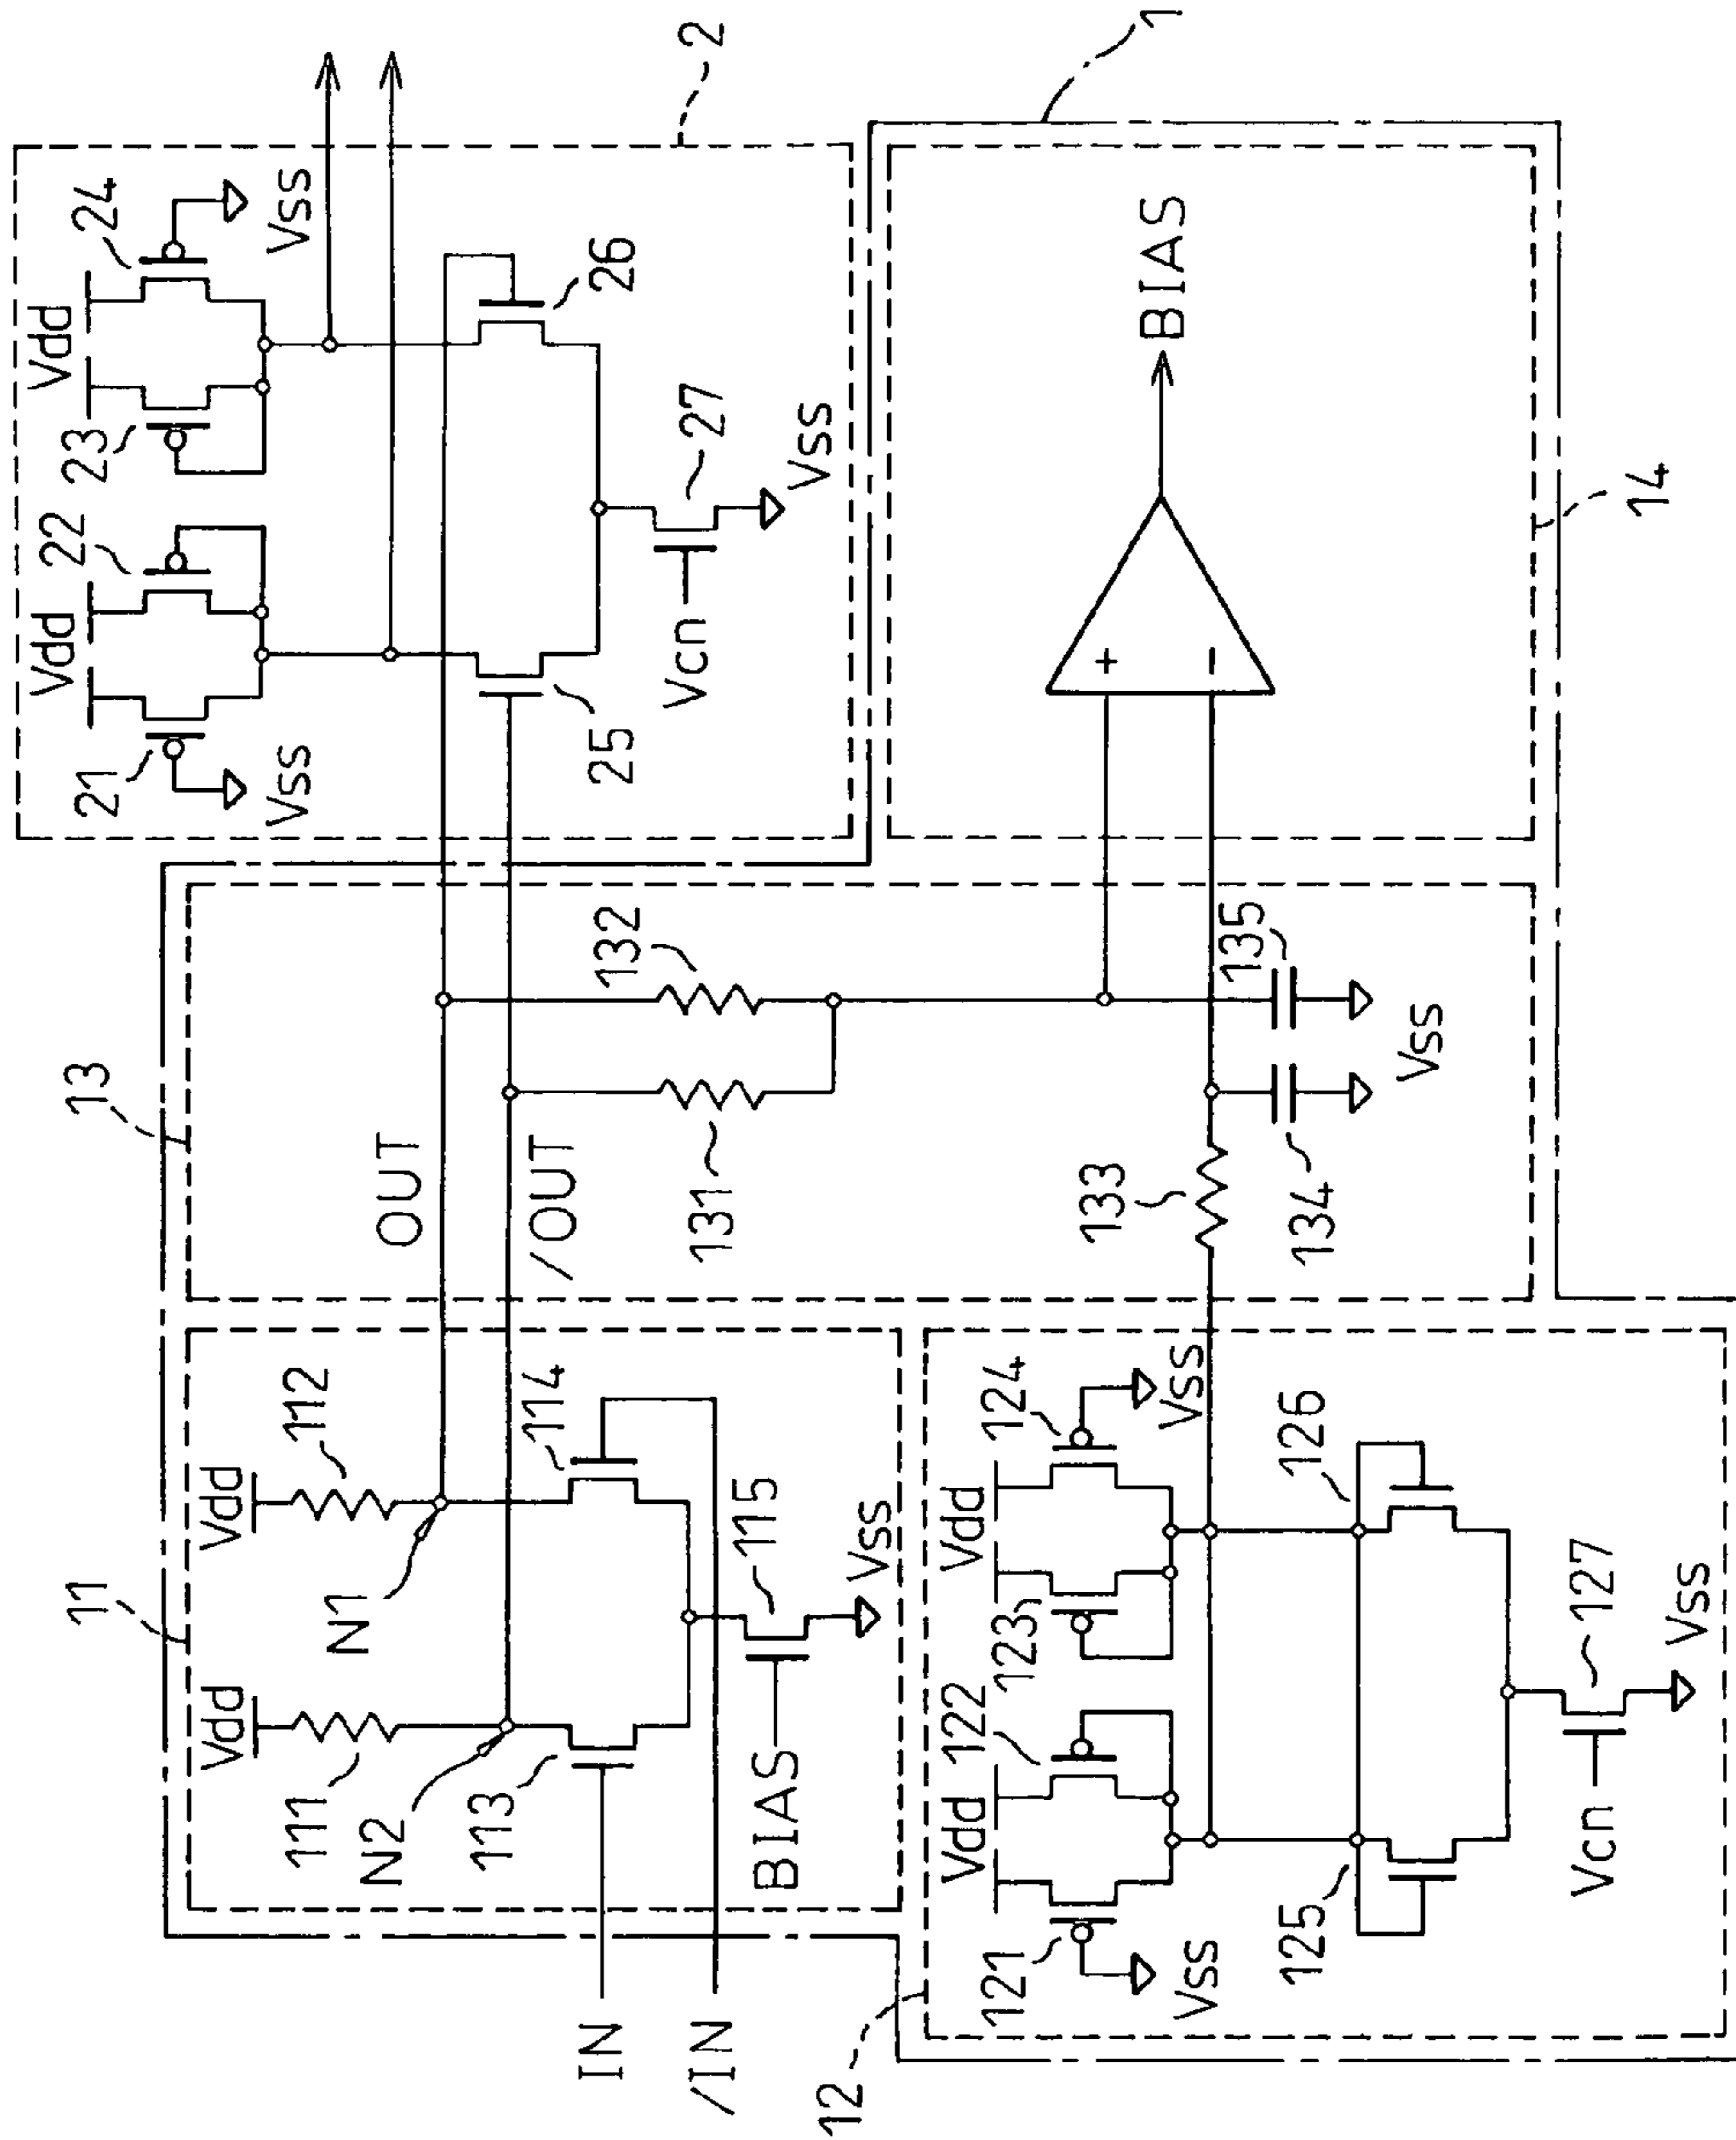 11
13
Vdd
Vdd
111
112
N1
N2
113
114
115
BIAS
Vss
IN
/IN
OUT
/OUT
131
132
133
134
135
Vss
2
Vdd
Vdd
21
22
23
24
Vss
Vss
25
26
27
Vcn
Vss
1
12
Vdd
Vdd
121
122
123
124
Vss
Vss
125
126
127
Vcn
Vss
+
−
BIAS
14